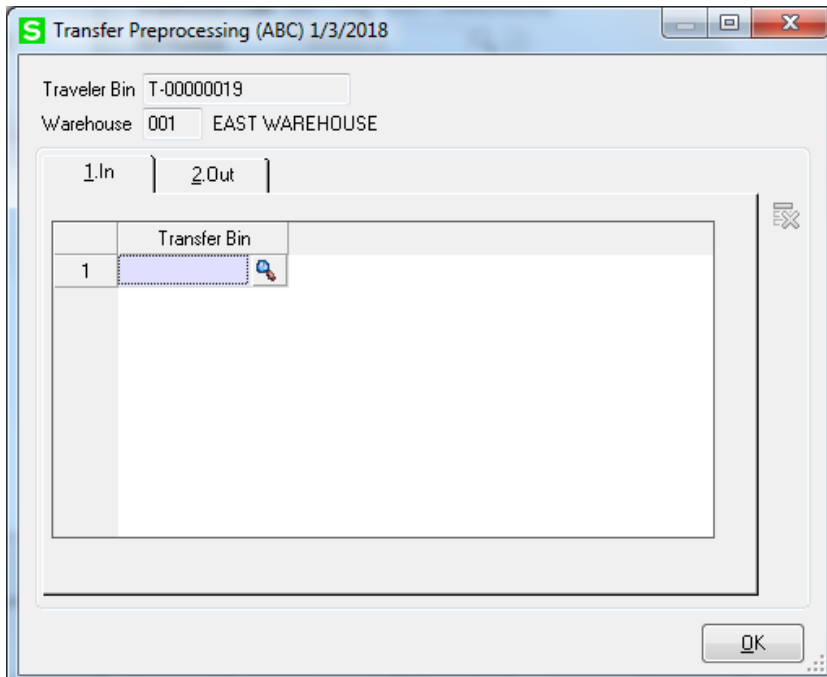 S Transfer Preprocessing (ABC) 1/3/2018
Traveler Bin T-00000019
Warehouse 001 EAST WAREHOUSE
1.In 2.Out
Transfer Bin
1
OK